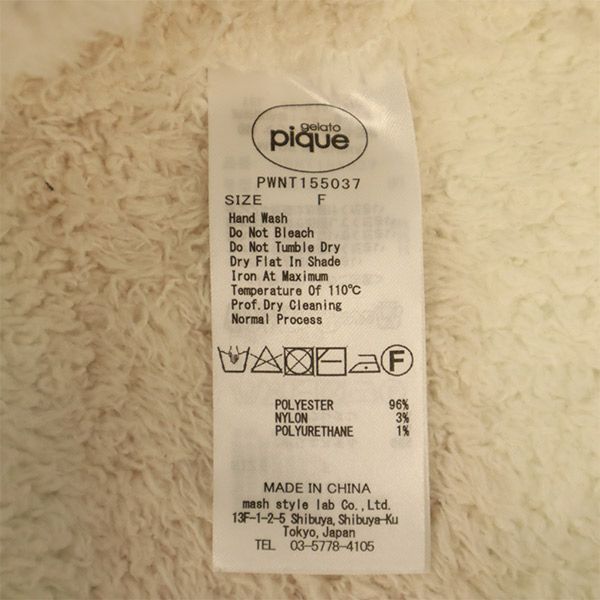 gelato
pique
PWNT155037
SIZE F
Hand Wash
Do Not Bleach
Do Not Tumble Dry
Dry Flat In Shade
Iron At Maximum
Temperature Of 110℃
Prof.Dry Cleaning
Normal Process
F
POLYESTER 96%
NYLON 3%
POLYURETHANE 1%
MADE IN CHINA
mash style lab Co.,Ltd.
13F-1-2-5 Shibuya,Shibuya-Ku
Tokyo,Japan
TEL 03-5778-4105